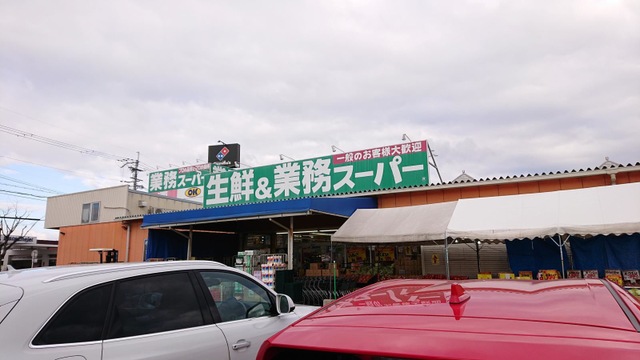 業務スーパー
OK
Domino's
一般のお客様大歓迎
生鮮&業務スーパー